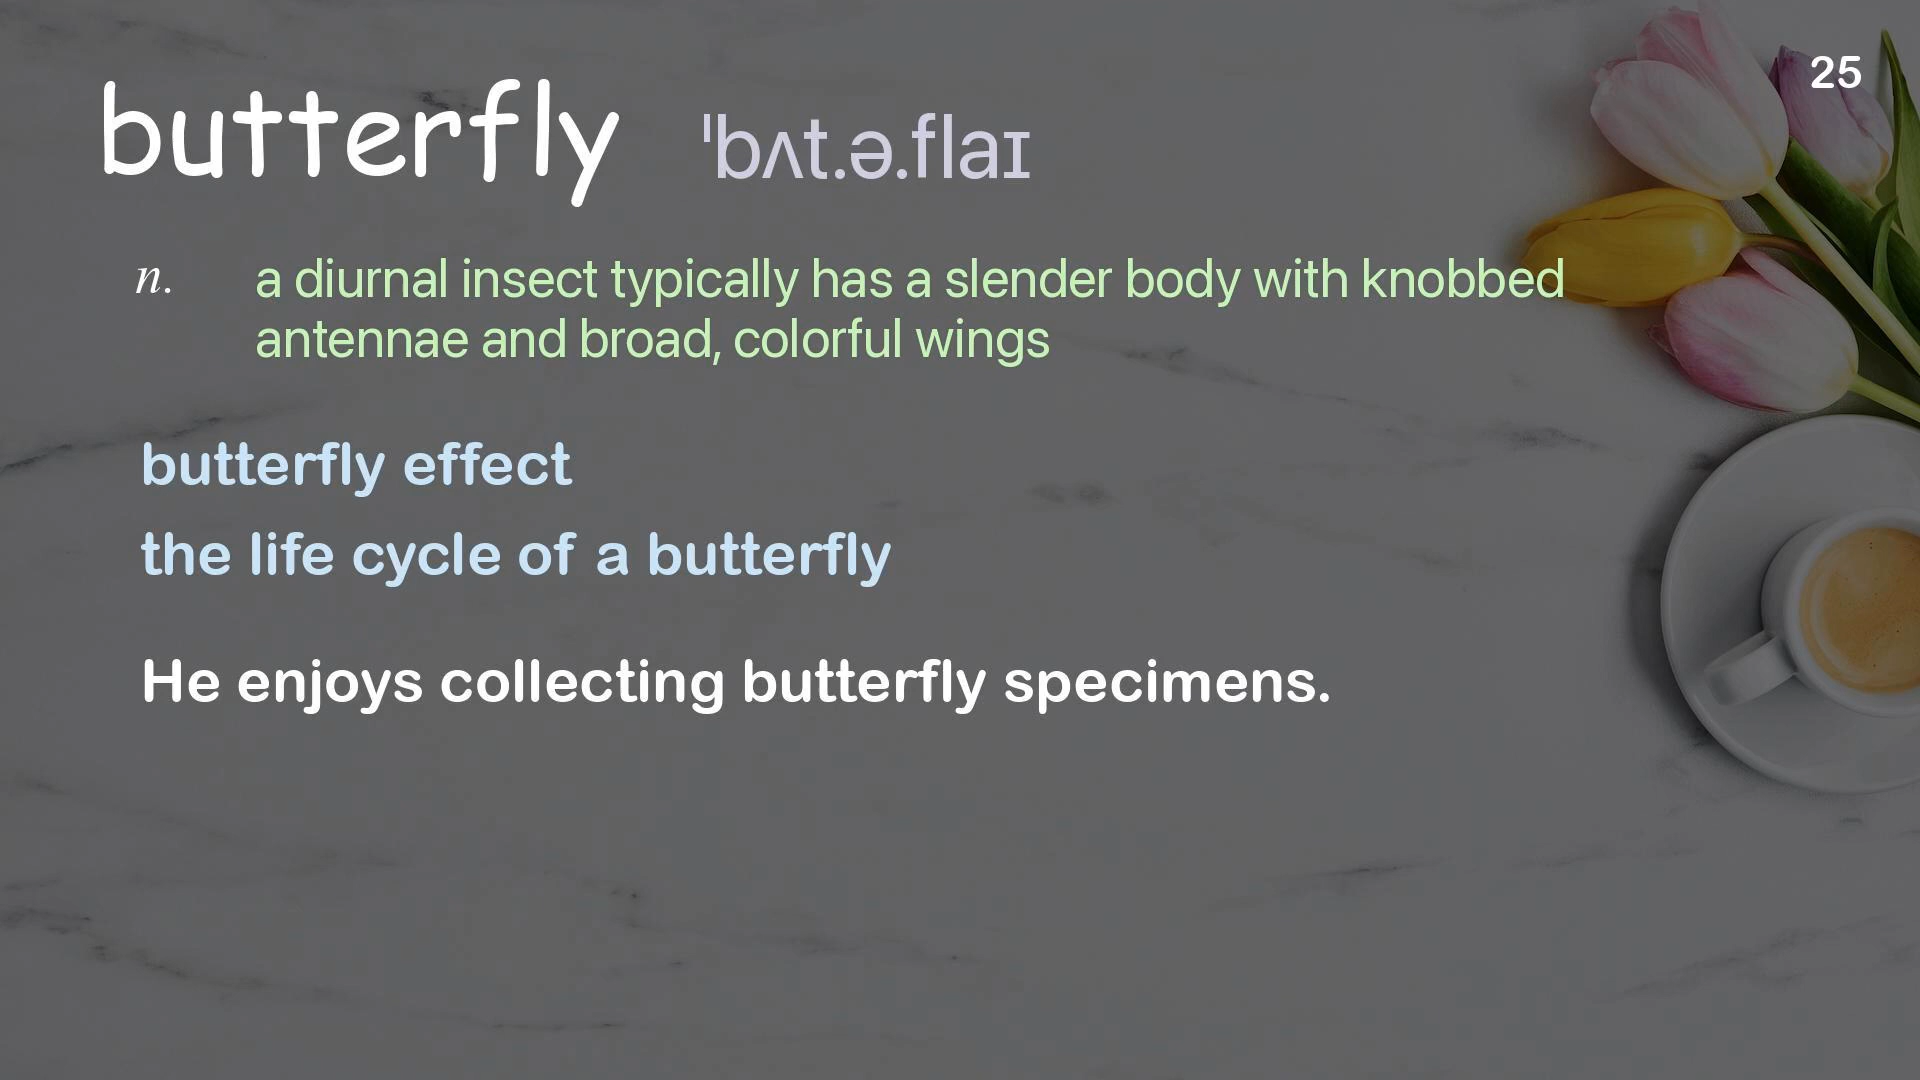 25
butterfly ˈbʌt.ə.flaɪ
n. a diurnal insect typically has a slender body with knobbed
antennae and broad, colorful wings
butterfly effect
the life cycle of a butterfly
He enjoys collecting butterfly specimens.